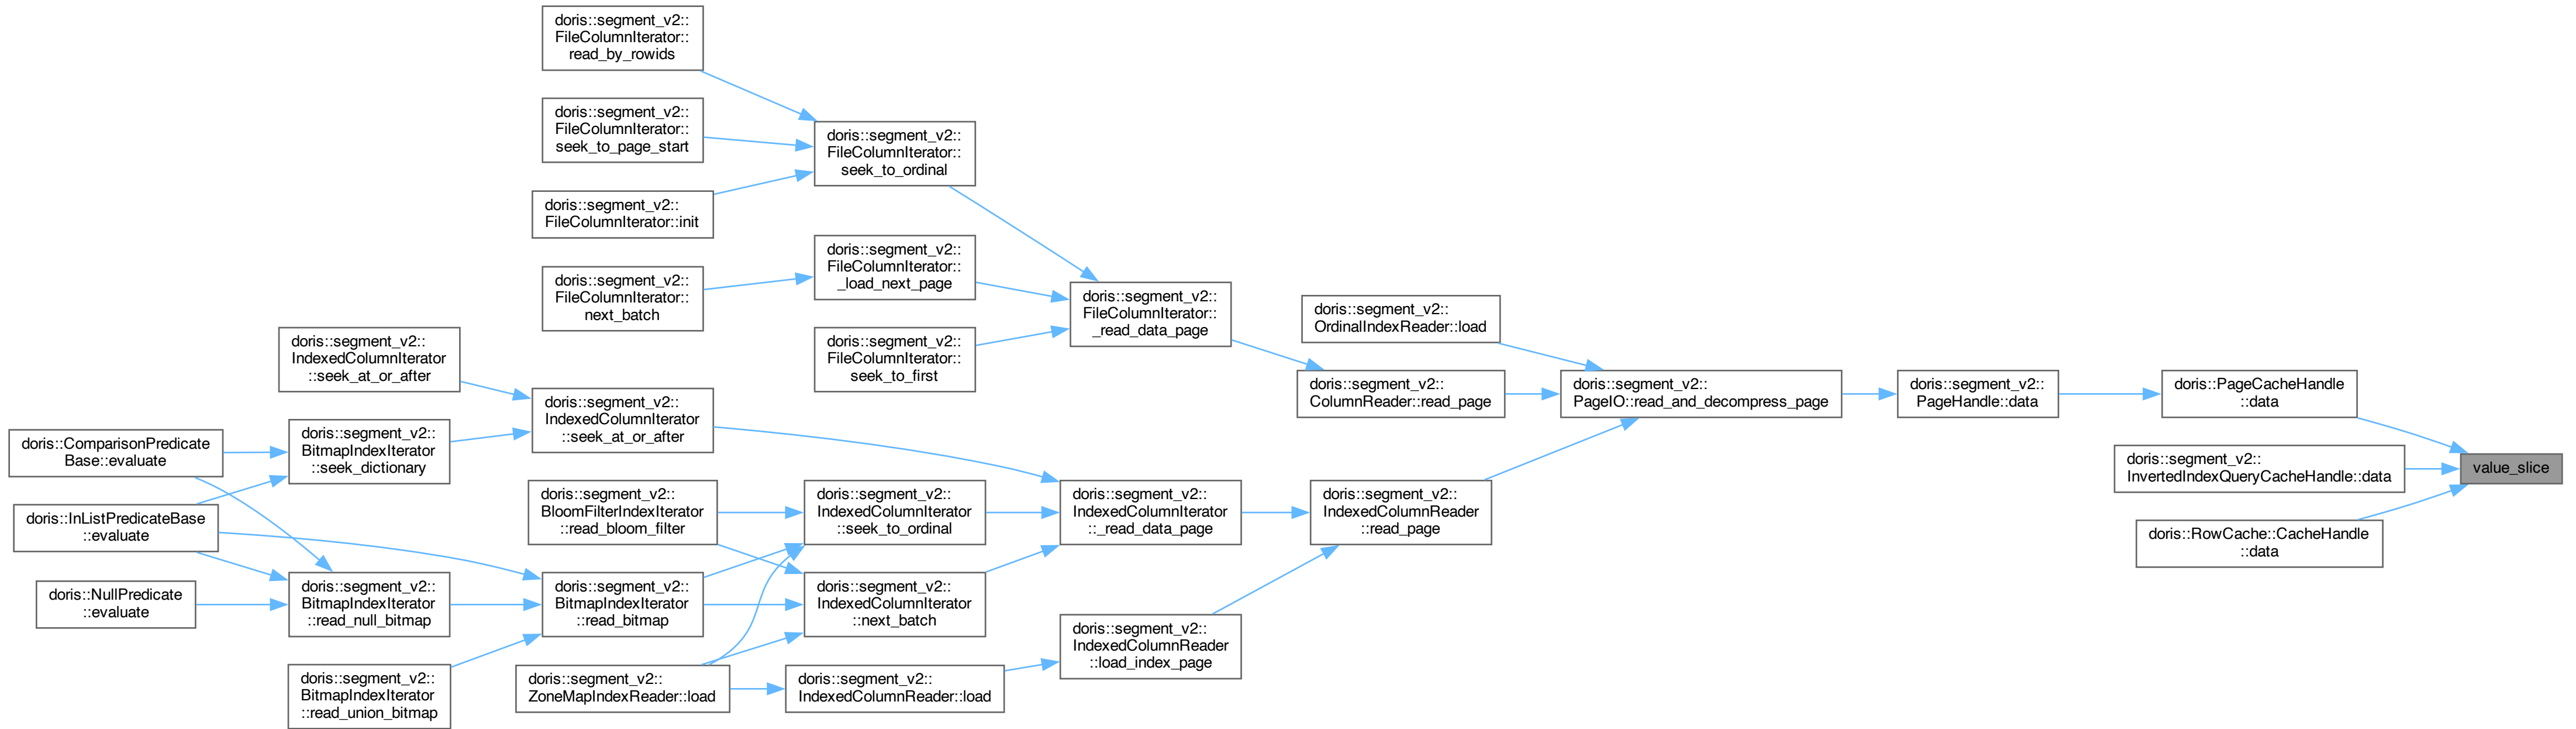 doris::segment_v2::
FileColumnIterator::
read_by_rowids
doris::segment_v2::
FileColumnIterator::
seek_to_page_start
doris::segment_v2::
FileColumnIterator::
seek_to_ordinal
doris::segment_v2::
FileColumnIterator::init
doris::segment_v2::
FileColumnIterator::
_load_next_page
doris::segment_v2::
FileColumnIterator::
next_batch
doris::segment_v2::
FileColumnIterator::
_read_data_page
doris::segment_v2::
FileColumnIterator::
seek_to_first
doris::segment_v2::
OrdinalIndexReader::load
doris::segment_v2::
ColumnReader::read_page
doris::segment_v2::
PageIO::read_and_decompress_page
doris::segment_v2::
PageHandle::data
doris::PageCacheHandle
::data
doris::segment_v2::
IndexedColumnIterator
::seek_at_or_after
doris::segment_v2::
IndexedColumnIterator
::seek_at_or_after
doris::ComparisonPredicate
Base::evaluate
doris::segment_v2::
BitmapIndexIterator
::seek_dictionary
doris::segment_v2::
InvertedIndexQueryCacheHandle::data
value_slice
doris::InListPredicateBase
::evaluate
doris::segment_v2::
BloomFilterIndexIterator
::read_bloom_filter
doris::segment_v2::
IndexedColumnIterator
::seek_to_ordinal
doris::segment_v2::
IndexedColumnIterator
::_read_data_page
doris::segment_v2::
IndexedColumnReader
::read_page
doris::RowCache::CacheHandle
::data
doris::NullPredicate
::evaluate
doris::segment_v2::
BitmapIndexIterator
::read_null_bitmap
doris::segment_v2::
BitmapIndexIterator
::read_bitmap
doris::segment_v2::
IndexedColumnIterator
::next_batch
doris::segment_v2::
IndexedColumnReader
::load_index_page
doris::segment_v2::
BitmapIndexIterator
::read_union_bitmap
doris::segment_v2::
ZoneMapIndexReader::load
doris::segment_v2::
IndexedColumnReader::load